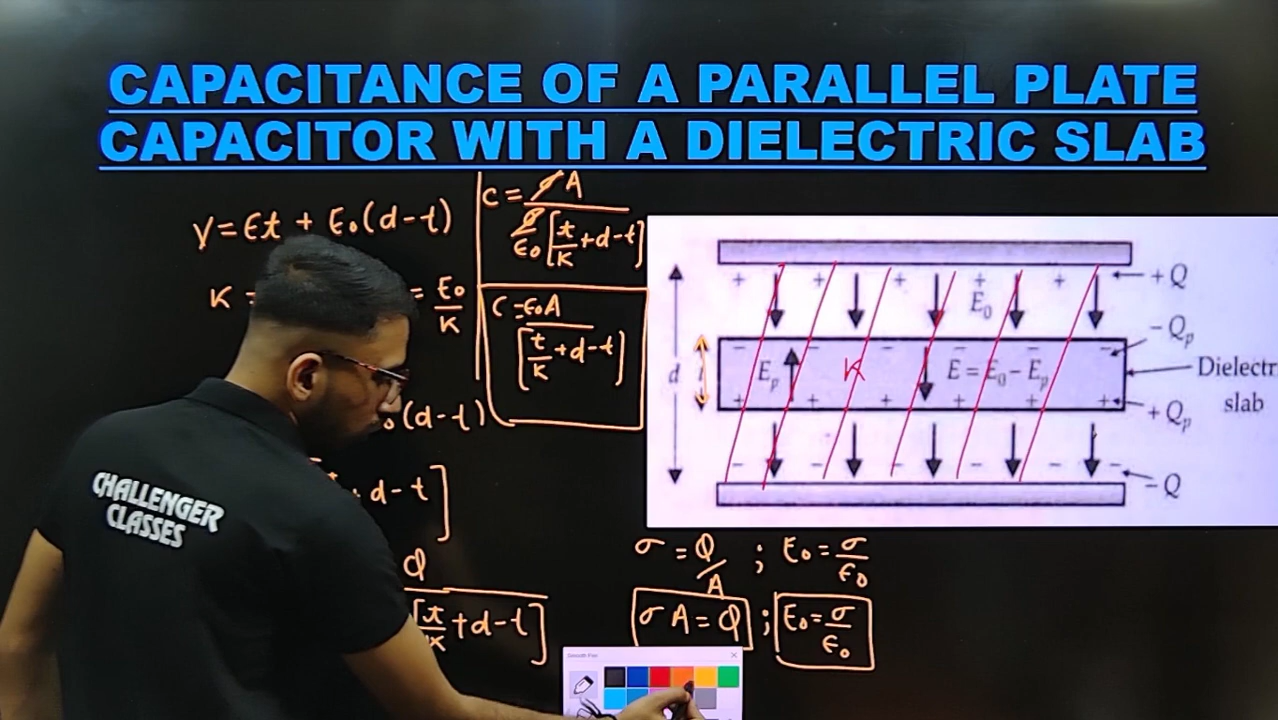 CAPACITANCE OF A PARALLEL PLATE
CAPACITOR WITH A DIELECTRIC SLAB
V = Et + E₀(d-t)
K =
= E₀/K
₀(d-t)
+d-t]
Q
[t/K + d-t]
C = σA / σ/ε₀ [t/K + d-t]
C = ε₀A / [t/K + d-t]
+ + + + +
+ Q
E₀
- Qₚ
d
t
Eₚ
K
E = E₀ - Eₚ
Dielectr
slab
+ Qₚ
- Q
σ = Q/A ; E₀ = σ/ε₀
σ A = Q ; E₀ = σ/ε₀
CHALLENGER
CLASSES